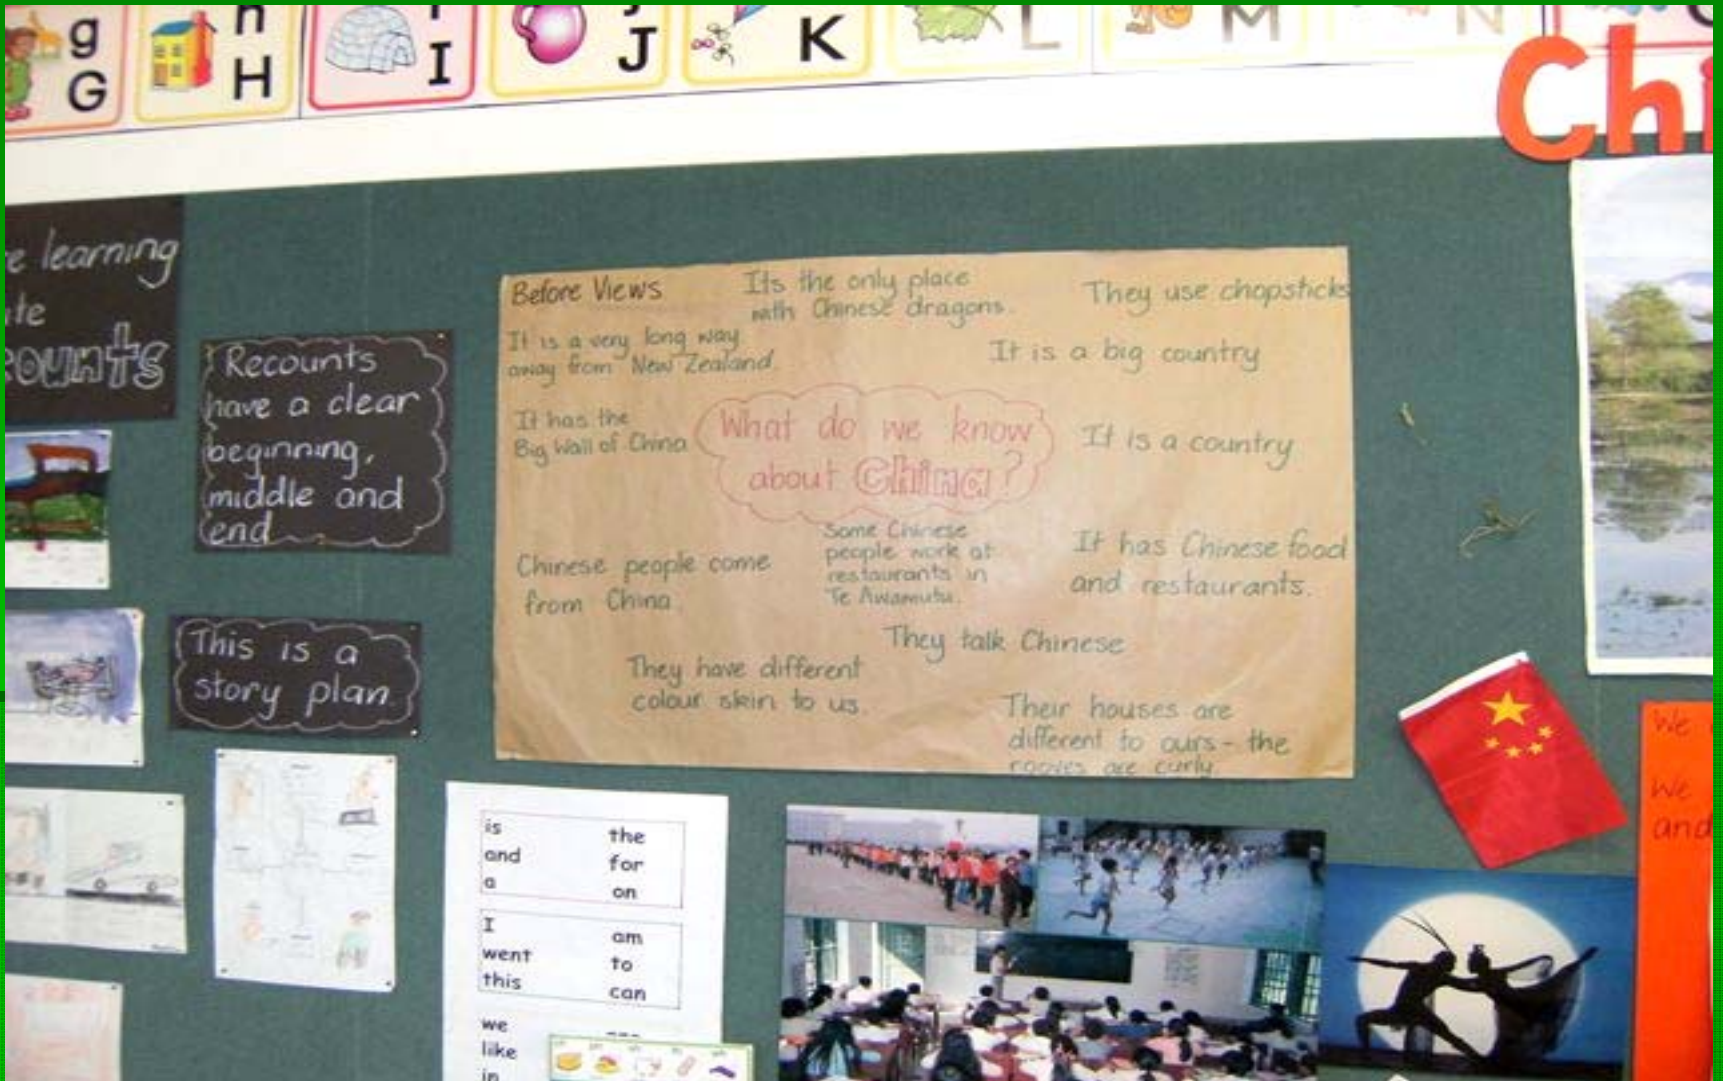 g
G
h
H
I
J
K
L
M
N
Chi
learning
ounts
Recounts
have a clear
beginning,
middle and
end
This is a
story plan.
Before Views
Its the only place
with Chinese dragons.
They use chopsticks
It is a very long way
away from New Zealand.
It is a big country
It has the
Big Wall of China
What do we know
about China?
It is a country
Chinese people come
from China.
Some Chinese
people work at
restaurants in
Te Awamutu.
It has Chinese food
and restaurants.
They talk Chinese
They have different
colour skin to us.
Their houses are
different to ours - the
rooves are curly.
We
We
and
is the
and for
a on
I am
went to
this can
we
like
in